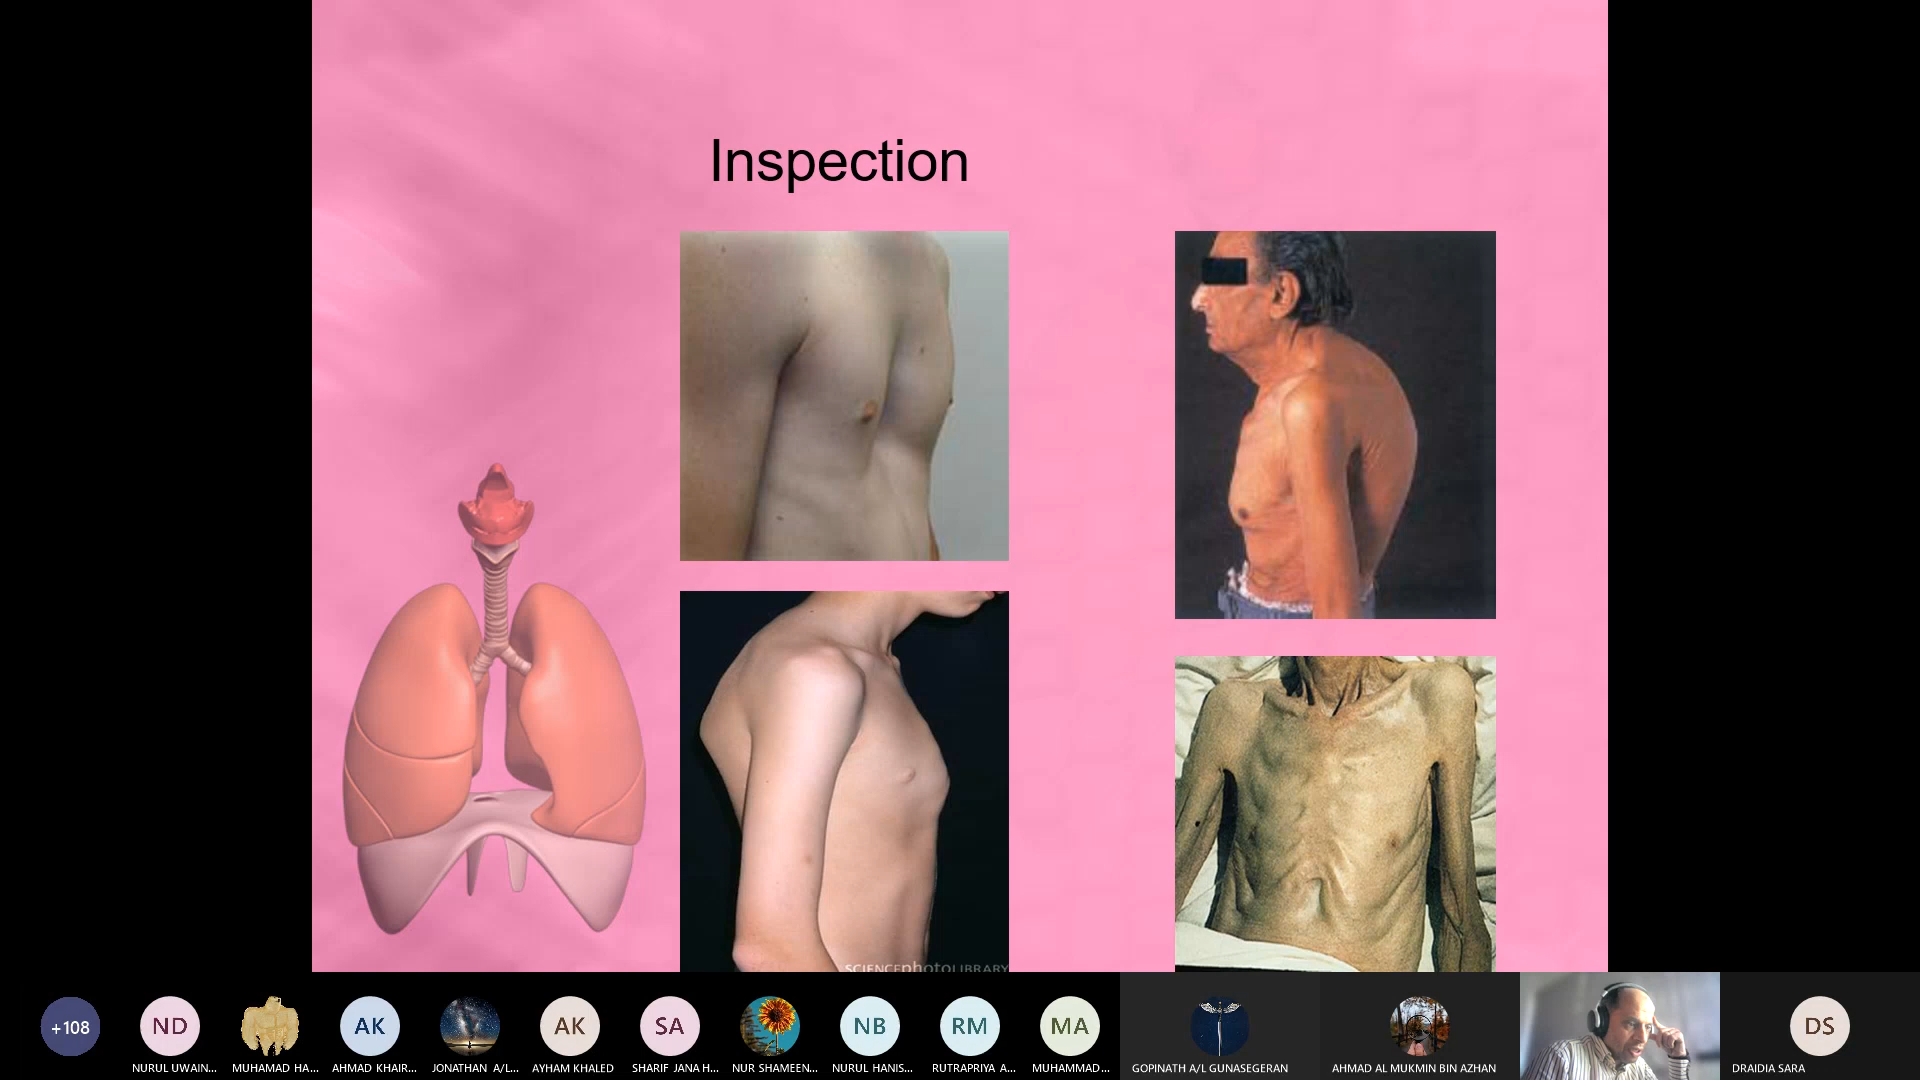 Inspection
SCIENCEphotoLIBRARY
+108
ND
AK
AK
SA
NB
RM
MA
DS
NURUL UWAIN...
MUHAMAD HA...
AHMAD KHAIR...
JONATHAN A/L...
AYHAM KHALED
SHARIF JANA H...
NUR SHAMEEN...
NURUL HANIS...
RUTRAPRIYA A...
MUHAMMAD...
GOPINATH A/L GUNASEGERAN
AHMAD AL MUKMIN BIN AZHAN
DRAIDIA SARA